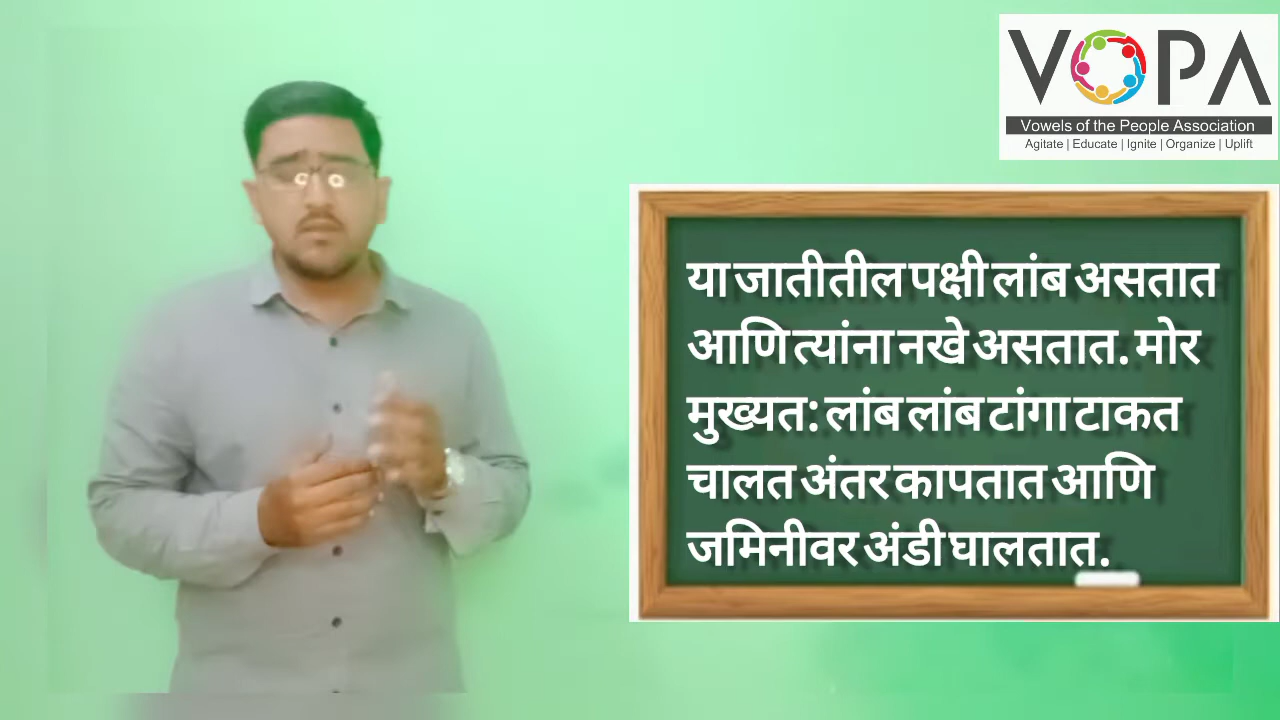 VOPA
Vowels of the People Association
Agitate | Educate | Ignite | Organize | Uplift
या जातीतील पक्षी लांब असतात
आणि त्यांना नखे असतात. मोर
मुख्यत: लांब लांब टांगा टाकत
चालत अंतर कापतात आणि
जमिनीवर अंडी घालतात.